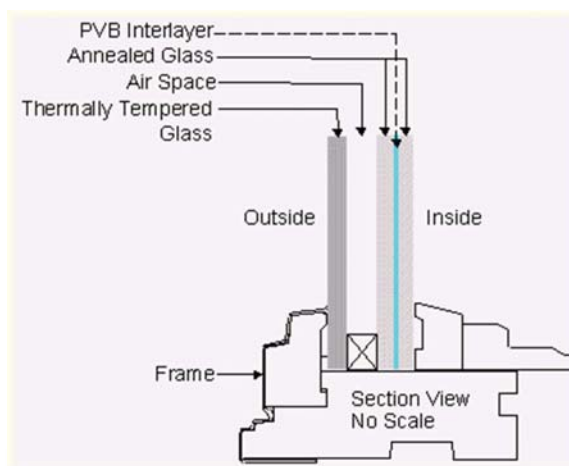 PVB Interlayer
Annealed Glass
Air Space
Thermally Tempered
Glass
Outside
Inside
Frame
Section View
No Scale